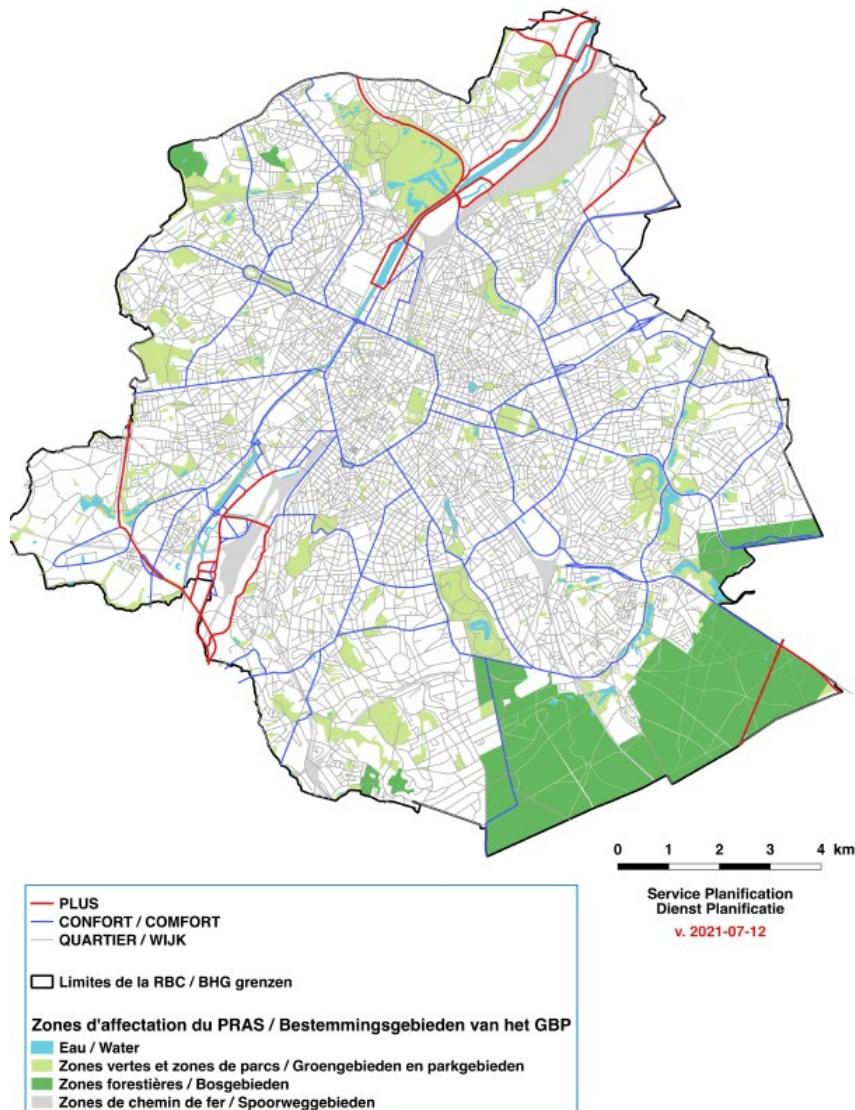 0 1 2 3 4 km
Service Planification
Dienst Planificatie
v. 2021-07-12
PLUS
CONFORT / COMFORT
QUARTIER / WIJK
Limites de la RBC / BHG grenzen
Zones d'affectation du PRAS / Bestemmingsgebieden van het GBP
Eau / Water
Zones vertes et zones de parcs / Groengebieden en parkgebieden
Zones forestières / Bosgebieden
Zones de chemin de fer / Spoorweggebieden